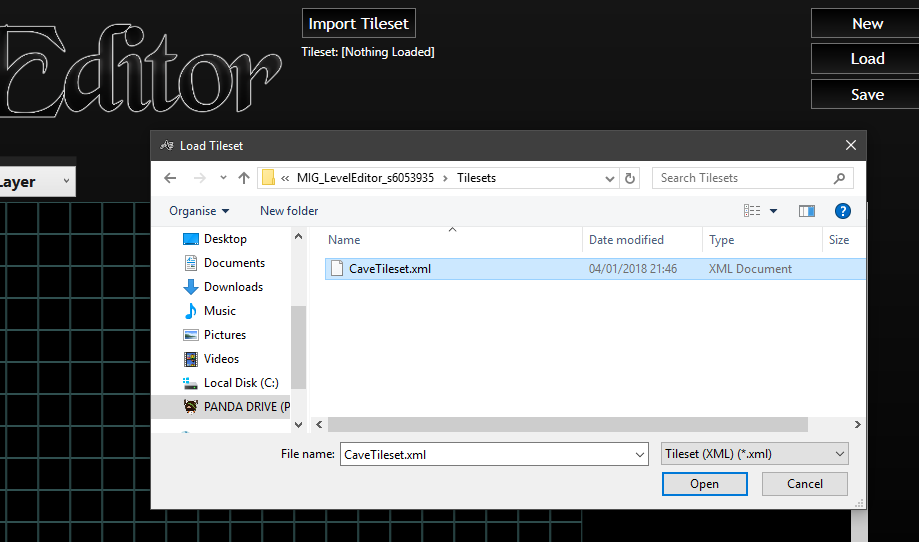 Editor
Import Tileset
Tileset: [Nothing Loaded]
New
Load
Save
Layer
Load Tileset
« MIG_LevelEditor_s6053935 › Tilesets
Search Tilesets
Organise
New folder
Name
Date modified
Type
Size
Desktop
Documents
Downloads
Music
Pictures
Videos
Local Disk (C:)
PANDA DRIVE (P
CaveTileset.xml
04/01/2018 21:46
XML Document
File name:
CaveTileset.xml
Tileset (XML) (*.xml)
Open
Cancel